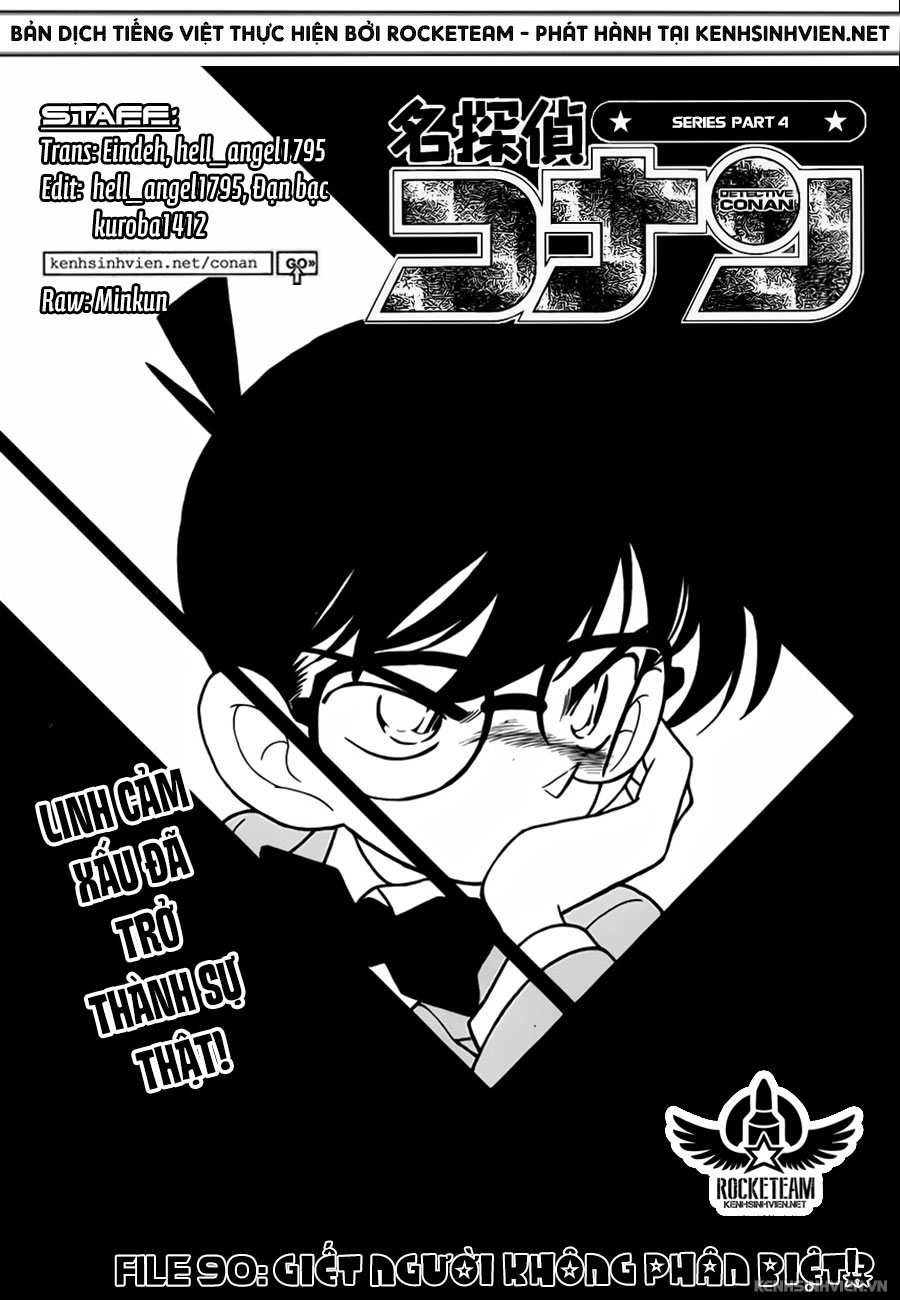 BẢN DỊCH TIẾNG VIỆT THỰC HIỆN BỞI ROCKETEAM - PHÁT HÀNH TẠI KENHSINHVIEN.NET
STAFF:
Trans: Eindeh, hell_angel1795
Edit: hell_angel1795, Đạn bạc
kuroba1412
kenhsinhvien.net/conan GO»
Raw: Minkun
名探偵
SERIES PART 4
コナン
DETECTIVE
CONAN
LINH CẢM
XẤU ĐÃ
TRỞ
THÀNH SỰ
THẬT!
ROCKETEAM
KENHSINHVIEN.NET
FILE 90: GIẾT NGƯỜI KHÔNG PHÂN BIỆT!?
KENHSINHVIEN.VN